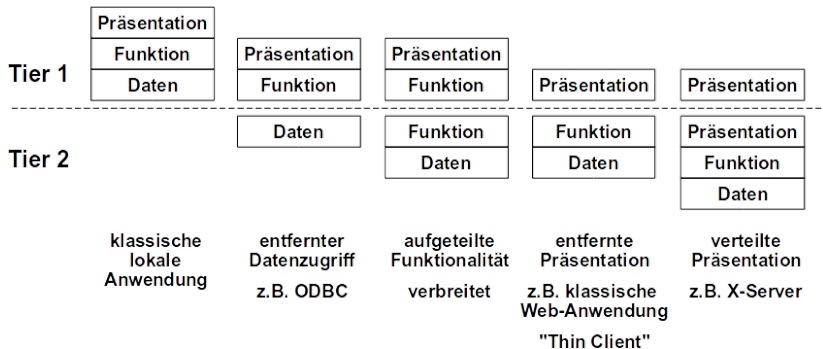 Präsentation
Funktion
Präsentation
Präsentation
Tier 1
Daten
Funktion
Funktion
Präsentation
Präsentation
Daten
Funktion
Funktion
Präsentation
Tier 2
Daten
Daten
Funktion
Daten
klassische
lokale
Anwendung
entfernter
Datenzugriff
z.B. ODBC
aufgeteilte
Funktionalität
verbreitet
entfernte
Präsentation
z.B. klassische
Web-Anwendung
"Thin Client"
verteilte
Präsentation
z.B. X-Server